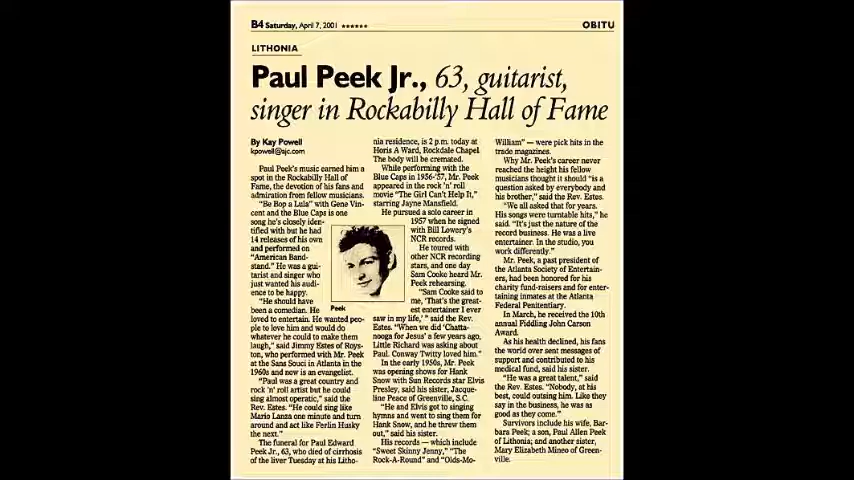 B4 Saturday, April 7, 2001 ★★★★★★
OBITU
LITHONIA
Paul Peek Jr., 63, guitarist,
singer in Rockabilly Hall of Fame
By Kay Powell
kpowell@ajc.com
Paul Peek's music earned him a
spot in the Rockabilly Hall of
Fame, the devotion of his fans and
admiration from fellow musicians.
"Be Bop a Lula" with Gene Vin-
cent and the Blue Caps is one
song he's closely iden-
tified with but he had
14 releases of his own
and performed on
"American Band-
stand." He was a gui-
tarist and singer who
just wanted his audi-
ence to be happy.
"He should have
been a comedian. He
loved to entertain. He wanted peo-
ple to love him and would do
whatever he could to make them
laugh," said Jimmy Estes of Roys-
ton, who performed with Mr. Peek
at the Sans Souci in Atlanta in the
1960s and now is an evangelist.
"Paul was a great country and
rock 'n' roll artist but he could
sing almost operatic," said the
Rev. Estes. "He could sing like
Mario Lanza one minute and turn
around and act like Ferlin Husky
the next."
The funeral for Paul Edward
Peek Jr., 63, who died of cirrhosis
of the liver Tuesday at his Litho-
nia residence, is 2 p.m. today at
Horis A Ward, Rockdale Chapel.
The body will be cremated.
While performing with the
Blue Caps in 1956-'57, Mr. Peek
appeared in the rock 'n' roll
movie "The Girl Can't Help It,"
starring Jayne Mansfield.
He pursued a solo career in
1957 when he signed
with Bill Lowery's
NCR records.
He toured with
other NCR recording
stars, and one day
Sam Cooke heard Mr.
Peek rehearsing.
"Sam Cooke said to
me, 'That's the great-
est entertainer I ever
saw in my life,' " said the Rev.
Estes. "When we did 'Chatta-
nooga for Jesus' a few years ago,
Little Richard was asking about
Paul. Conway Twitty loved him."
In the early 1950s, Mr. Peek
was opening shows for Hank
Snow with Sun Records star Elvis
Presley, said his sister, Jacque-
line Peace of Greenville, S.C.
"He and Elvis got to singing
hymns and went to sing them for
Hank Snow, and he threw them
out," said his sister.
His records — which include
"Sweet Skinny Jenny," "The
Rock-A-Round" and "Olds-Mo-
Peek
William" — were pick hits in the
trade magazines.
Why Mr. Peek's career never
reached the height his fellow
musicians thought it should "is a
question asked by everybody and
his brother," said the Rev. Estes.
"We all asked that for years.
His songs were turntable hits," he
said. "It's just the nature of the
record business. He was a live
entertainer. In the studio, you
work differently."
Mr. Peek, a past president of
the Atlanta Society of Entertain-
ers, had been honored for his
charity fund-raisers and for enter-
taining inmates at the Atlanta
Federal Penitentiary.
In March, he received the 10th
annual Fiddling John Carson
Award.
As his health declined, his fans
the world over sent messages of
support and contributed to his
medical fund, said his sister.
"He was a great talent," said
the Rev. Estes. "Nobody, at his
best, could outsing him. Like they
say in the business, he was as
good as they come."
Survivors include his wife, Bar-
bara Peek; a son, Paul Allen Peek
of Lithonia; and another sister,
Mary Elizabeth Mineo of Green-
ville.